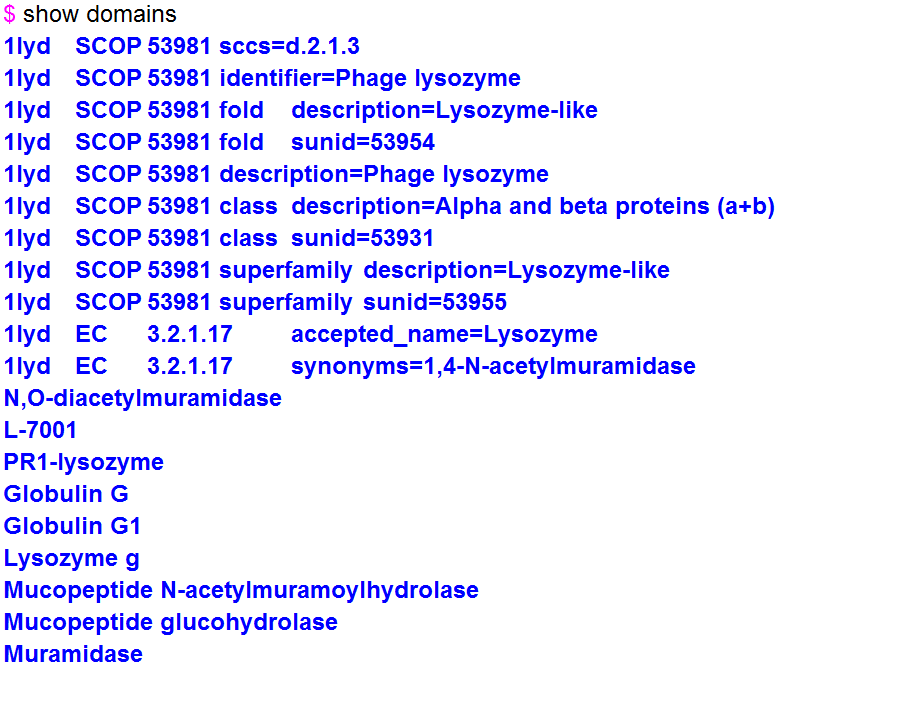 $ show domains
1lyd SCOP 53981 sccs=d.2.1.3
1lyd SCOP 53981 identifier=Phage lysozyme
1lyd SCOP 53981 fold description=Lysozyme-like
1lyd SCOP 53981 fold sunid=53954
1lyd SCOP 53981 description=Phage lysozyme
1lyd SCOP 53981 class description=Alpha and beta proteins (a+b)
1lyd SCOP 53981 class sunid=53931
1lyd SCOP 53981 superfamily description=Lysozyme-like
1lyd SCOP 53981 superfamily sunid=53955
1lyd EC 3.2.1.17 accepted_name=Lysozyme
1lyd EC 3.2.1.17 synonyms=1,4-N-acetylmuramidase
N,O-diacetylmuramidase
L-7001
PR1-lysozyme
Globulin G
Globulin G1
Lysozyme g
Mucopeptide N-acetylmuramoylhydrolase
Mucopeptide glucohydrolase
Muramidase